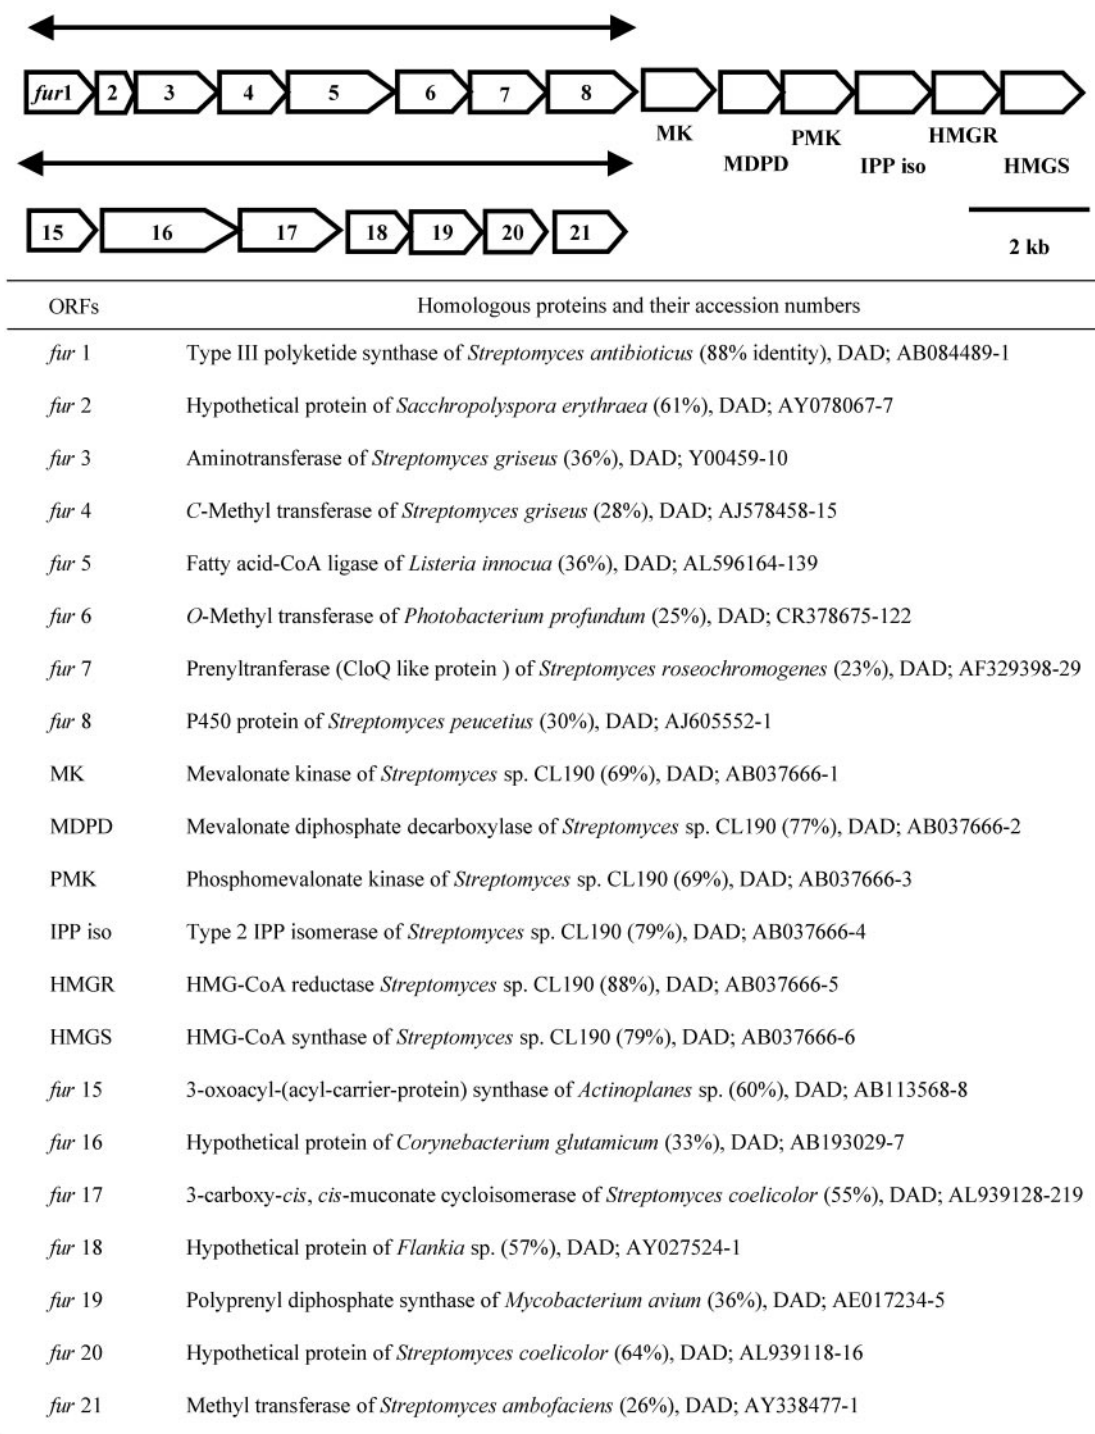 fur1 2 3 4 5 6 7 8
MK MDPD PMK IPP iso HMGR HMGS
15 16 17 18 19 20 21
2 kb
ORFs Homologous proteins and their accession numbers
fur 1 Type III polyketide synthase of Streptomyces antibioticus (88% identity), DAD; AB084489-1
fur 2 Hypothetical protein of Sacchropolyspora erythraea (61%), DAD; AY078067-7
fur 3 Aminotransferase of Streptomyces griseus (36%), DAD; Y00459-10
fur 4 C-Methyl transferase of Streptomyces griseus (28%), DAD; AJ578458-15
fur 5 Fatty acid-CoA ligase of Listeria innocua (36%), DAD; AL596164-139
fur 6 O-Methyl transferase of Photobacterium profundum (25%), DAD; CR378675-122
fur 7 Prenyltranferase (CloQ like protein ) of Streptomyces roseochromogenes (23%), DAD; AF329398-29
fur 8 P450 protein of Streptomyces peucetius (30%), DAD; AJ605552-1
MK Mevalonate kinase of Streptomyces sp. CL190 (69%), DAD; AB037666-1
MDPD Mevalonate diphosphate decarboxylase of Streptomyces sp. CL190 (77%), DAD; AB037666-2
PMK Phosphomevalonate kinase of Streptomyces sp. CL190 (69%), DAD; AB037666-3
IPP iso Type 2 IPP isomerase of Streptomyces sp. CL190 (79%), DAD; AB037666-4
HMGR HMG-CoA reductase Streptomyces sp. CL190 (88%), DAD; AB037666-5
HMGS HMG-CoA synthase of Streptomyces sp. CL190 (79%), DAD; AB037666-6
fur 15 3-oxoacyl-(acyl-carrier-protein) synthase of Actinoplanes sp. (60%), DAD; AB113568-8
fur 16 Hypothetical protein of Corynebacterium glutamicum (33%), DAD; AB193029-7
fur 17 3-carboxy-cis, cis-muconate cycloisomerase of Streptomyces coelicolor (55%), DAD; AL939128-219
fur 18 Hypothetical protein of Flankia sp. (57%), DAD; AY027524-1
fur 19 Polyprenyl diphosphate synthase of Mycobacterium avium (36%), DAD; AE017234-5
fur 20 Hypothetical protein of Streptomyces coelicolor (64%), DAD; AL939118-16
fur 21 Methyl transferase of Streptomyces ambofaciens (26%), DAD; AY338477-1